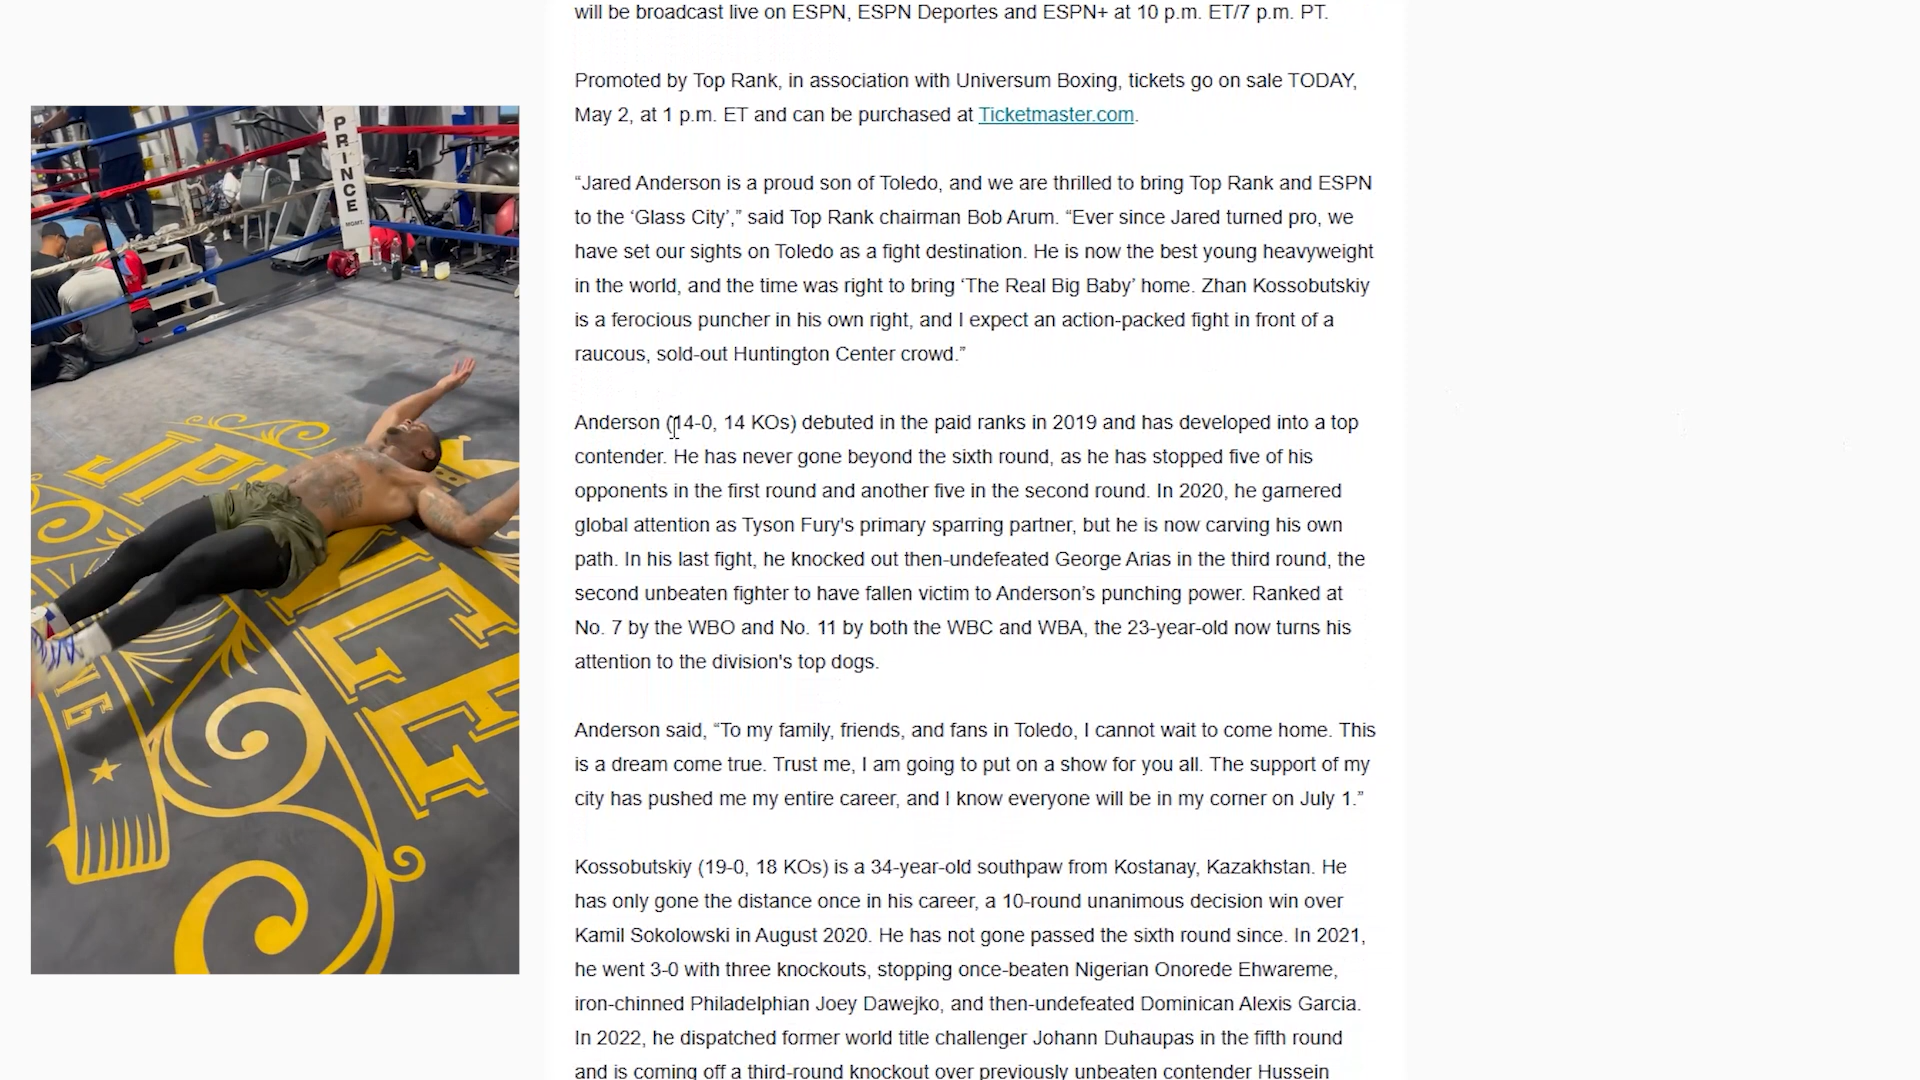 will be broadcast live on ESPN, ESPN Deportes and ESPN+ at 10 p.m. ET/7 p.m. PT.
Promoted by Top Rank, in association with Universum Boxing, tickets go on sale TODAY,
May 2, at 1 p.m. ET and can be purchased at Ticketmaster.com.
“Jared Anderson is a proud son of Toledo, and we are thrilled to bring Top Rank and ESPN
to the ‘Glass City’,” said Top Rank chairman Bob Arum. “Ever since Jared turned pro, we
have set our sights on Toledo as a fight destination. He is now the best young heavyweight
in the world, and the time was right to bring ‘The Real Big Baby’ home. Zhan Kossobutskiy
is a ferocious puncher in his own right, and I expect an action-packed fight in front of a
raucous, sold-out Huntington Center crowd.”
Anderson (14-0, 14 KOs) debuted in the paid ranks in 2019 and has developed into a top
contender. He has never gone beyond the sixth round, as he has stopped five of his
opponents in the first round and another five in the second round. In 2020, he garnered
global attention as Tyson Fury's primary sparring partner, but he is now carving his own
path. In his last fight, he knocked out then-undefeated George Arias in the third round, the
second unbeaten fighter to have fallen victim to Anderson’s punching power. Ranked at
No. 7 by the WBO and No. 11 by both the WBC and WBA, the 23-year-old now turns his
attention to the division's top dogs.
Anderson said, “To my family, friends, and fans in Toledo, I cannot wait to come home. This
is a dream come true. Trust me, I am going to put on a show for you all. The support of my
city has pushed me my entire career, and I know everyone will be in my corner on July 1.”
Kossobutskiy (19-0, 18 KOs) is a 34-year-old southpaw from Kostanay, Kazakhstan. He
has only gone the distance once in his career, a 10-round unanimous decision win over
Kamil Sokolowski in August 2020. He has not gone passed the sixth round since. In 2021,
he went 3-0 with three knockouts, stopping once-beaten Nigerian Onorede Ehwareme,
iron-chinned Philadelphian Joey Dawejko, and then-undefeated Dominican Alexis Garcia.
In 2022, he dispatched former world title challenger Johann Duhaupas in the fifth round
and is coming off a third-round knockout over previously unbeaten contender Hussein
PRINCE
MGMT.